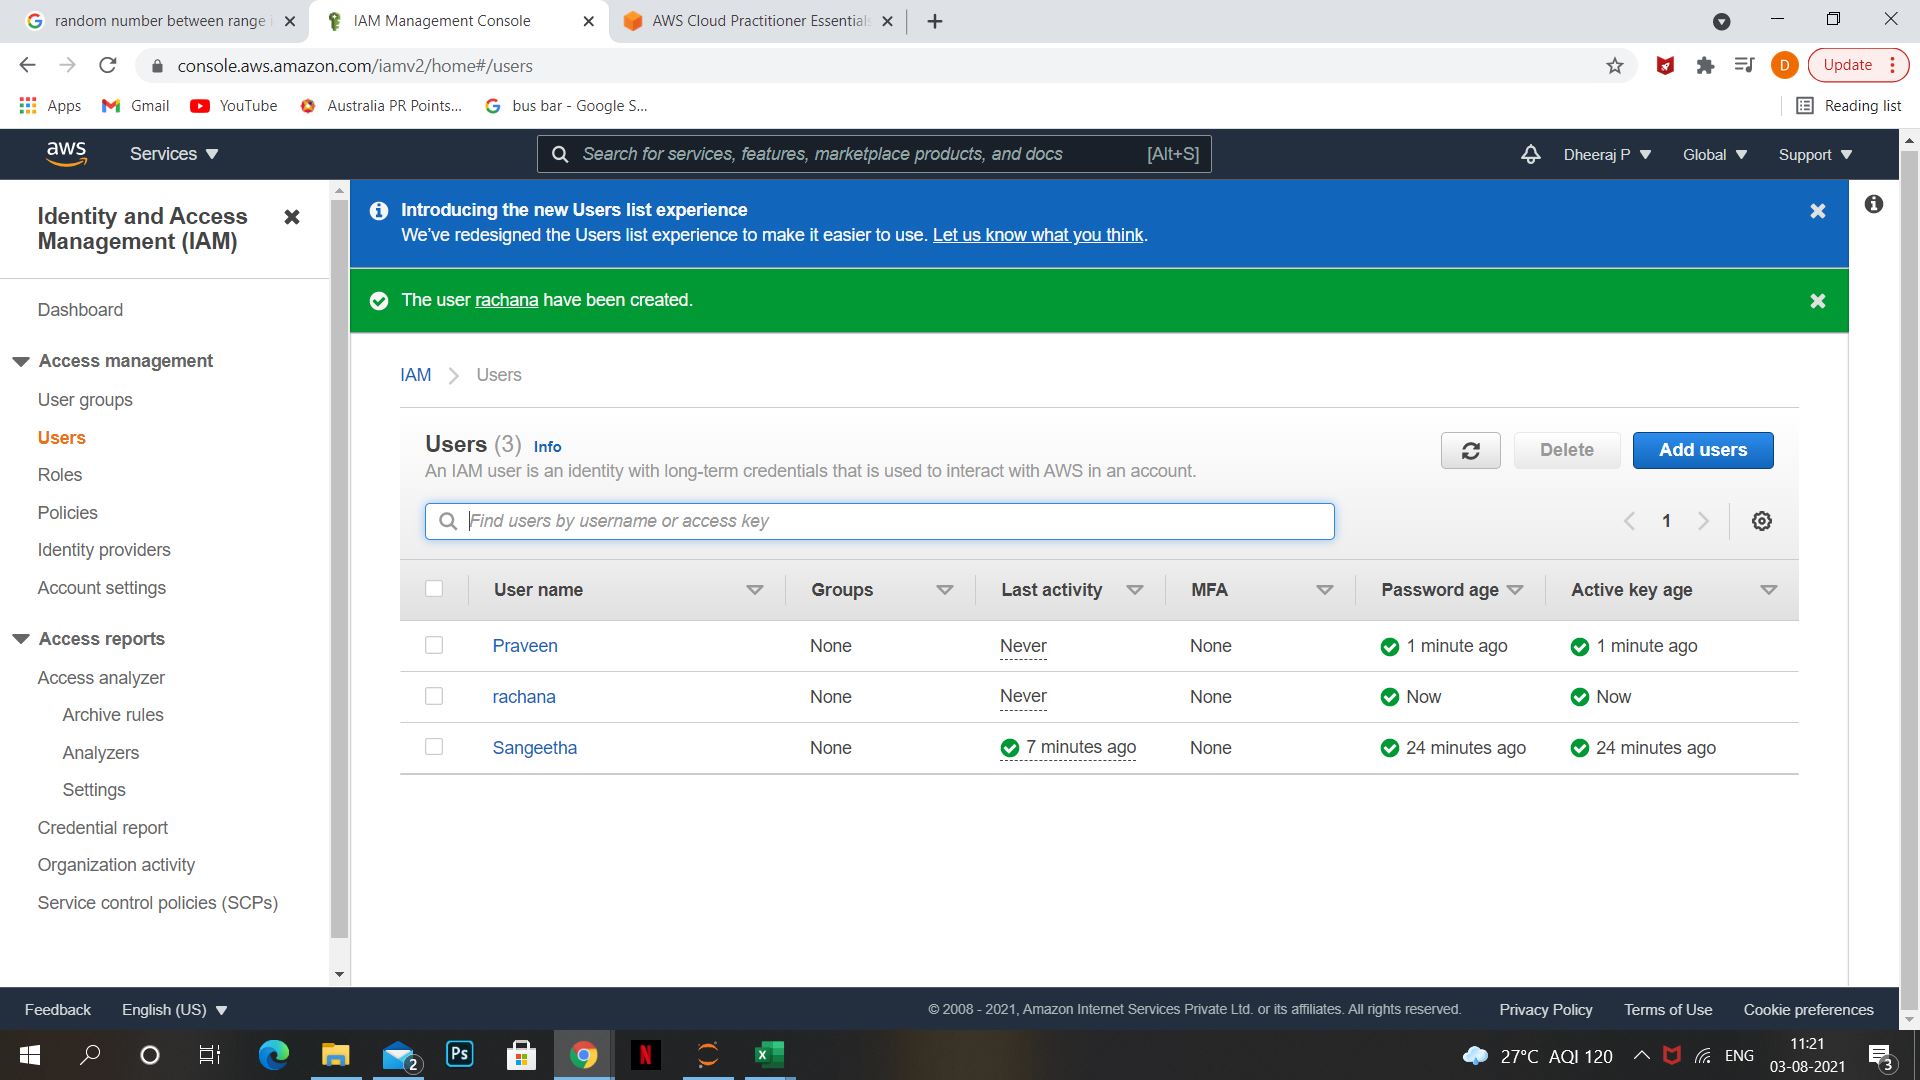 random number between range i
IAM Management Console
AWS Cloud Practitioner Essentials
console.aws.amazon.com/iamv2/home#/users
D
Update
Apps
Gmail
YouTube
Australia PR Points...
bus bar - Google S...
Reading list
aws
Services
Search for services, features, marketplace products, and docs
[Alt+S]
Dheeraj P
Global
Support
Identity and Access
Management (IAM)
Dashboard
Access management
User groups
Users
Roles
Policies
Identity providers
Account settings
Access reports
Access analyzer
Archive rules
Analyzers
Settings
Credential report
Organization activity
Service control policies (SCPs)
Introducing the new Users list experience
We've redesigned the Users list experience to make it easier to use. Let us know what you think.
The user rachana have been created.
IAM > Users
Users (3) Info
An IAM user is an identity with long-term credentials that is used to interact with AWS in an account.
Delete
Add users
Find users by username or access key
< 1 >
User name Groups Last activity MFA Password age Active key age
Praveen None Never None 1 minute ago 1 minute ago
rachana None Never None Now Now
Sangeetha None 7 minutes ago None 24 minutes ago 24 minutes ago
Feedback English (US)
© 2008 - 2021, Amazon Internet Services Private Ltd. or its affiliates. All rights reserved. Privacy Policy Terms of Use Cookie preferences
2
Ps
N
27°C AQI 120
ENG
11:21
03-08-2021
3